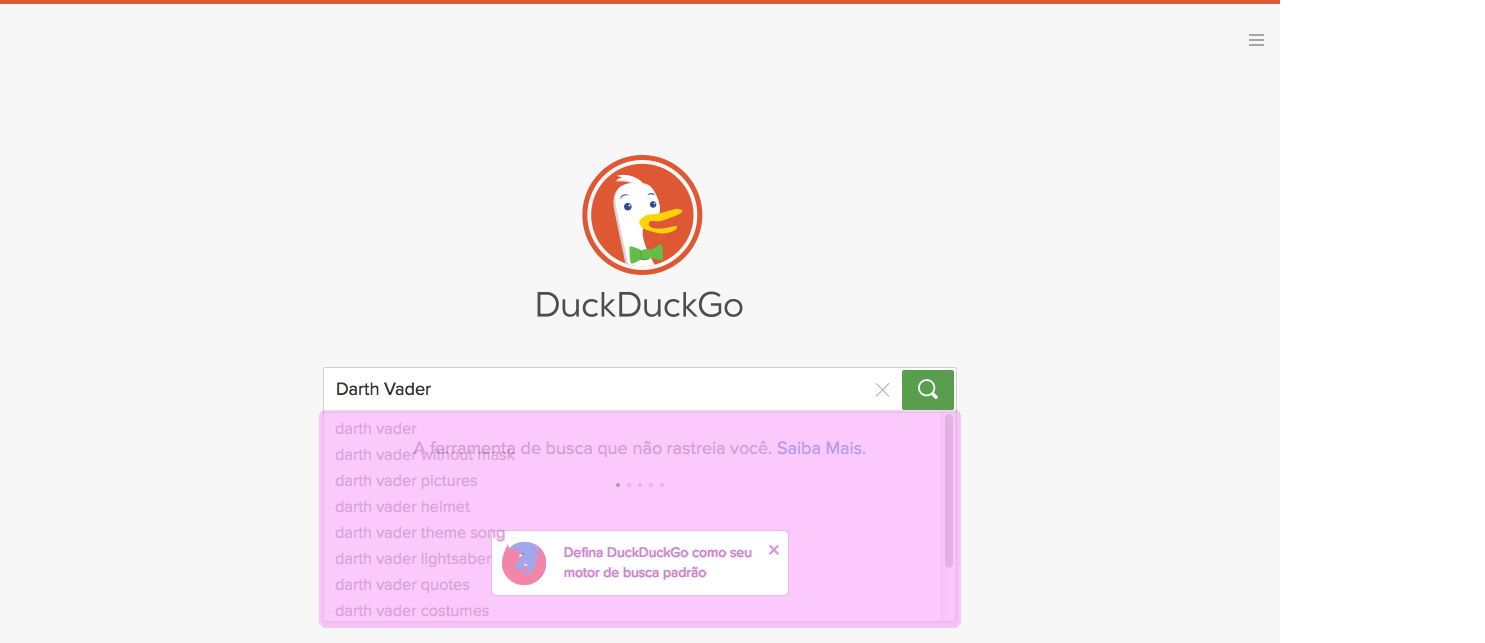 DuckDuckGo
Darth Vader
darth vader
A ferramenta de busca que não rastreia você. Saiba Mais.
darth vader without mask
darth vader pictures
darth vader helmet
darth vader theme song
darth vader lightsaber
Defina DuckDuckGo como seu
motor de busca padrão
darth vader quotes
darth vader costumes